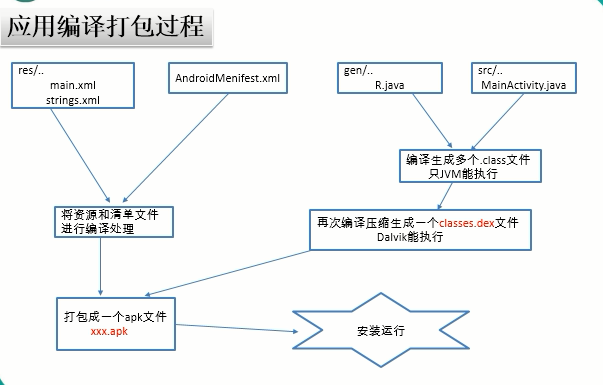 应用编译打包过程
res/..
main.xml
strings.xml
AndroidMenifest.xml
gen/..
R.java
src/..
MainActivity.java
编译生成多个.class文件
只JVM能执行
将资源和清单文件
进行编译处理
再次编译压缩生成一个classes.dex文件
Dalvik能执行
打包成一个apk文件
xxx.apk
安装运行